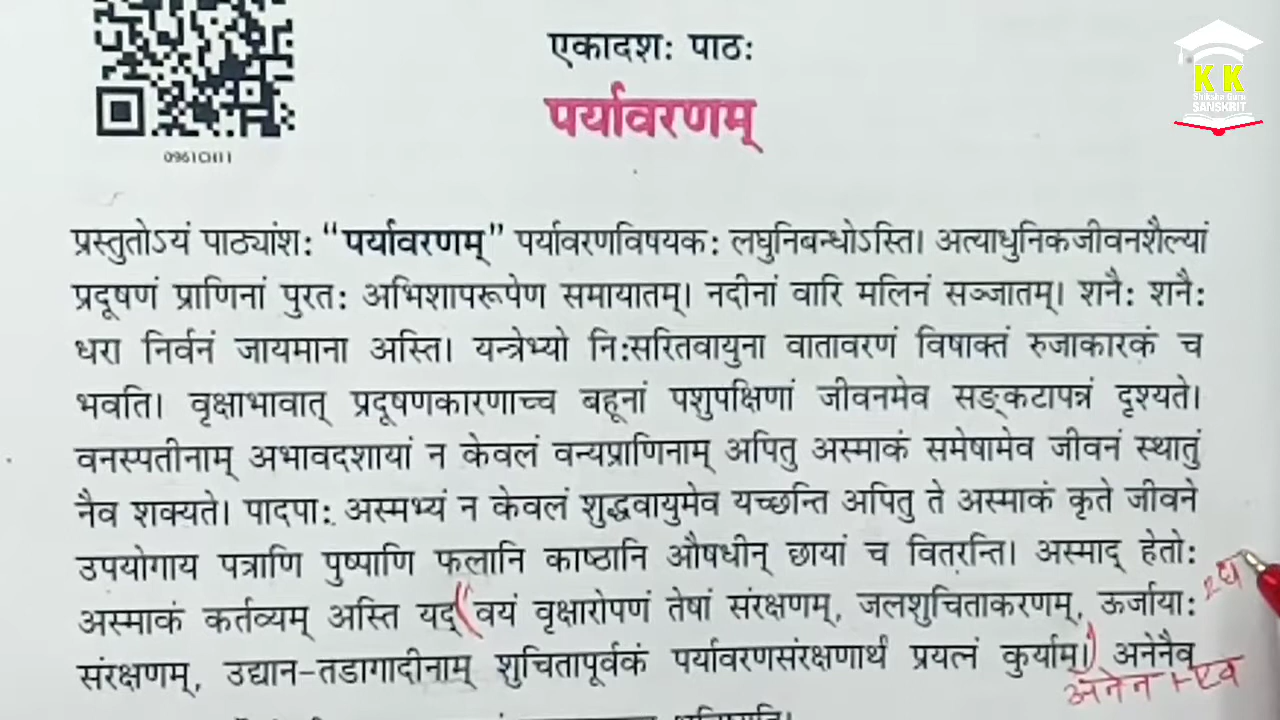 एकादशः पाठः
पर्यावरणम्
K K
Shiksha Guru
SANSKRIT
0961CH11
प्रस्तुतोऽयं पाठ्यांशः “पर्यावरणम्” पर्यावरणविषयकः लघुनिबन्धोऽस्ति। अत्याधुनिकजीवनशैल्यां
प्रदूषणं प्राणिनां पुरतः अभिशापरूपेण समायातम्। नदीनां वारि मलिनं सञ्जातम्। शनैः शनैः
धरा निर्वनं जायमाना अस्ति। यन्त्रेभ्यो निःसरितवायुना वातावरणं विषाक्तं रुजाकारकं च
भवति। वृक्षाभावात् प्रदूषणकारणाच्च बहूनां पशुपक्षिणां जीवनमेव सङ्कटापन्नं दृश्यते।
वनस्पतीनाम् अभावदशायां न केवलं वन्यप्राणिनाम् अपितु अस्माकं समेषामेव जीवनं स्थातुं
नैव शक्यते। पादपाः अस्मभ्यं न केवलं शुद्धवायुमेव यच्छन्ति अपितु ते अस्माकं कृते जीवने
उपयोगाय पत्राणि पुष्पाणि फलानि काष्ठानि औषधीन् छायां च वितरन्ति। अस्माद् हेतोः
अस्माकं कर्तव्यम् अस्ति यद् वयं वृक्षारोपणं तेषां संरक्षणम्, जलशुचिताकरणम्, ऊर्जायाः
संरक्षणम्, उद्यान-तडागादीनाम् शुचितापूर्वकं पर्यावरणसंरक्षणार्थं प्रयत्नं कुर्याम्। अनेनैव
अनेन + एव